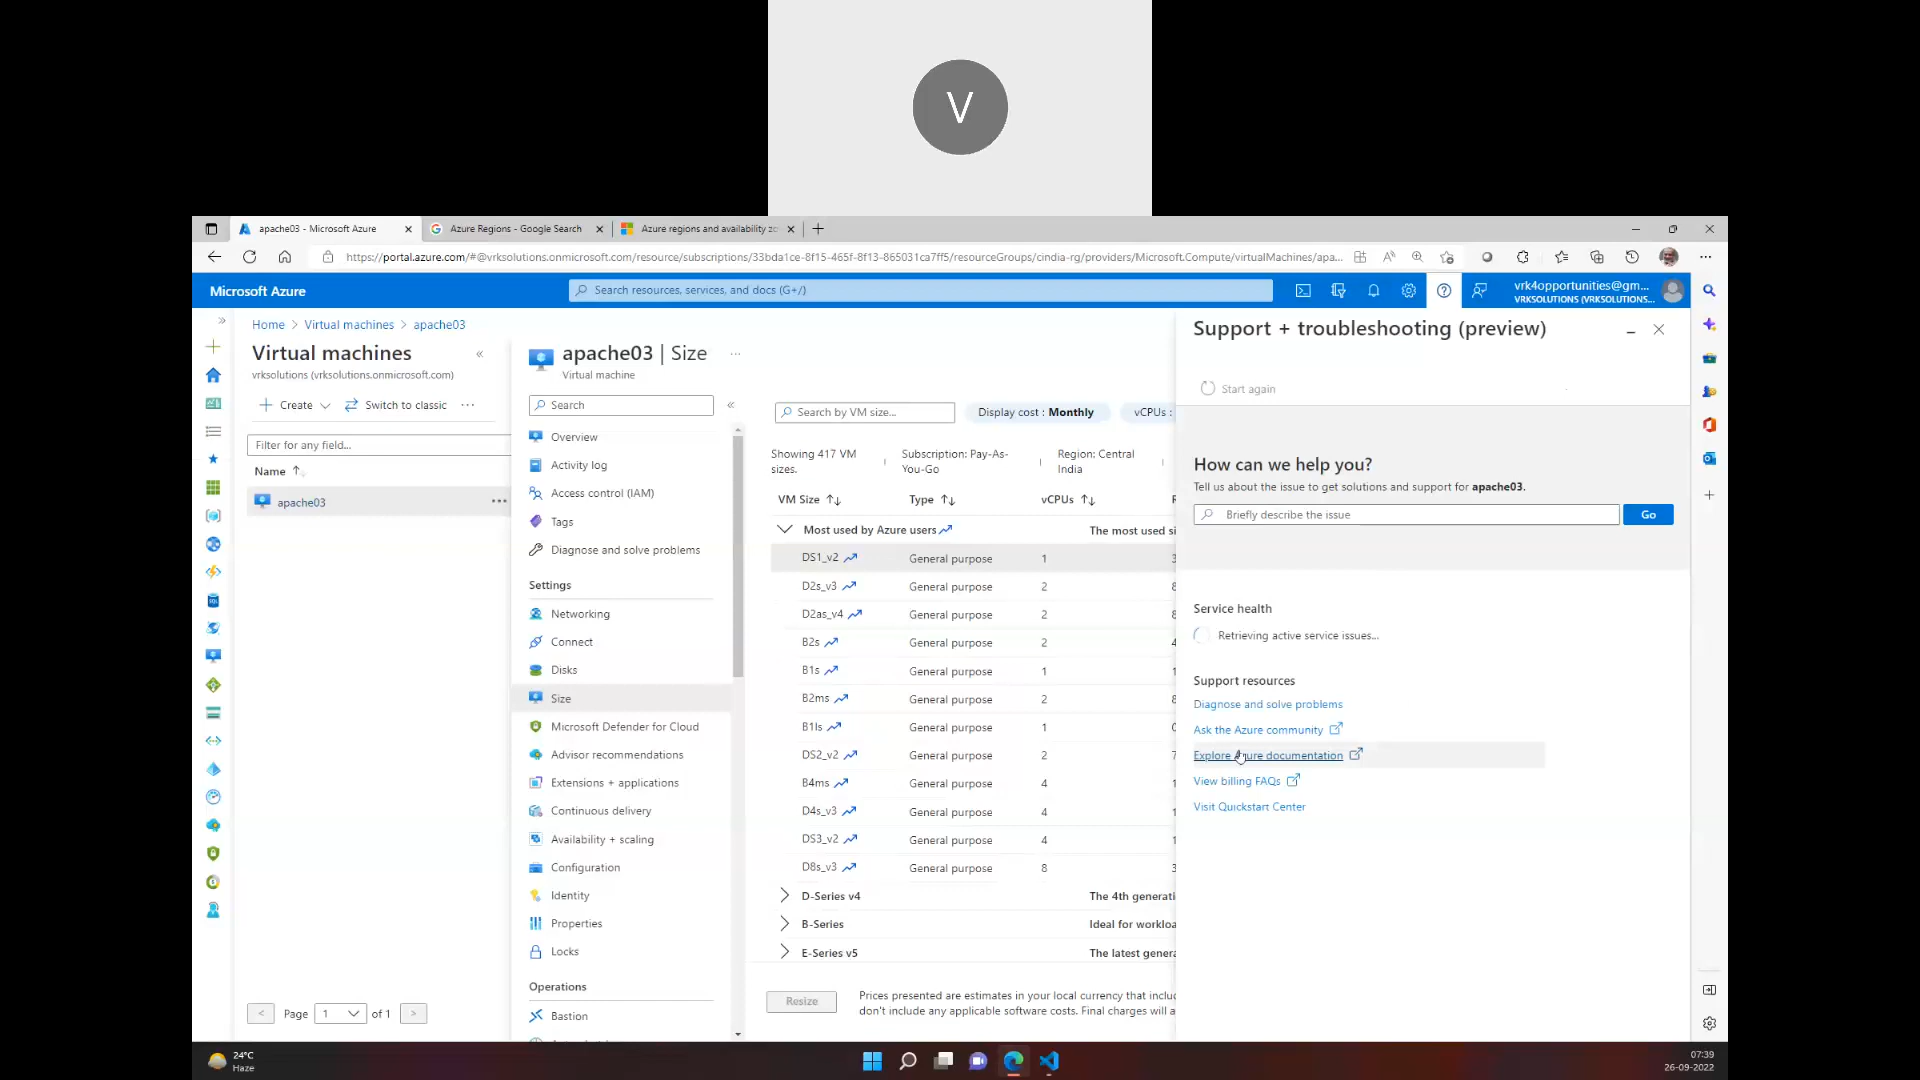 V
apache03 - Microsoft Azure
Azure Regions - Google Search
Azure regions and availability zo
https://portal.azure.com/#@vrksolutions.onmicrosoft.com/resource/subscriptions/33bda1ce-8f15-465f-8f13-865031ca7ff5/resourceGroups/cindia-rg/providers/Microsoft.Compute/virtualMachines/apa...
Microsoft Azure
Search resources, services, and docs (G+/)
vrk4opportunities@gm...
VRKSOLUTIONS (VRKSOLUTIONS....
Home > Virtual machines > apache03
Virtual machines
vrksolutions (vrksolutions.onmicrosoft.com)
Create
Switch to classic
Filter for any field...
Name
apache03
Page 1 of 1
apache03 | Size
Virtual machine
Search
Overview
Activity log
Access control (IAM)
Tags
Diagnose and solve problems
Settings
Networking
Connect
Disks
Size
Microsoft Defender for Cloud
Advisor recommendations
Extensions + applications
Continuous delivery
Availability + scaling
Configuration
Identity
Properties
Locks
Operations
Bastion
Search by VM size...
Display cost : Monthly
vCPUs :
Showing 417 VM sizes.
Subscription: Pay-As-You-Go
Region: Central India
VM Size Type vCPUs
Most used by Azure users The most used si
DS1_v2 General purpose 1 3
D2s_v3 General purpose 2 8
D2as_v4 General purpose 2 8
B2s General purpose 2 4
B1s General purpose 1 1
B2ms General purpose 2 8
B1ls General purpose 1 0
DS2_v2 General purpose 2 7
B4ms General purpose 4 1
D4s_v3 General purpose 4 1
DS3_v2 General purpose 4 1
D8s_v3 General purpose 8 3
D-Series v4 The 4th generati
B-Series Ideal for workloa
E-Series v5 The latest genera
Resize
Prices presented are estimates in your local currency that inclu
don't include any applicable software costs. Final charges will a
Support + troubleshooting (preview)
Start again
How can we help you?
Tell us about the issue to get solutions and support for apache03.
Briefly describe the issue
Go
Service health
Retrieving active service issues...
Support resources
Diagnose and solve problems
Ask the Azure community
Explore Azure documentation
View billing FAQs
Visit Quickstart Center
24°C
Haze
07:39
26-09-2022